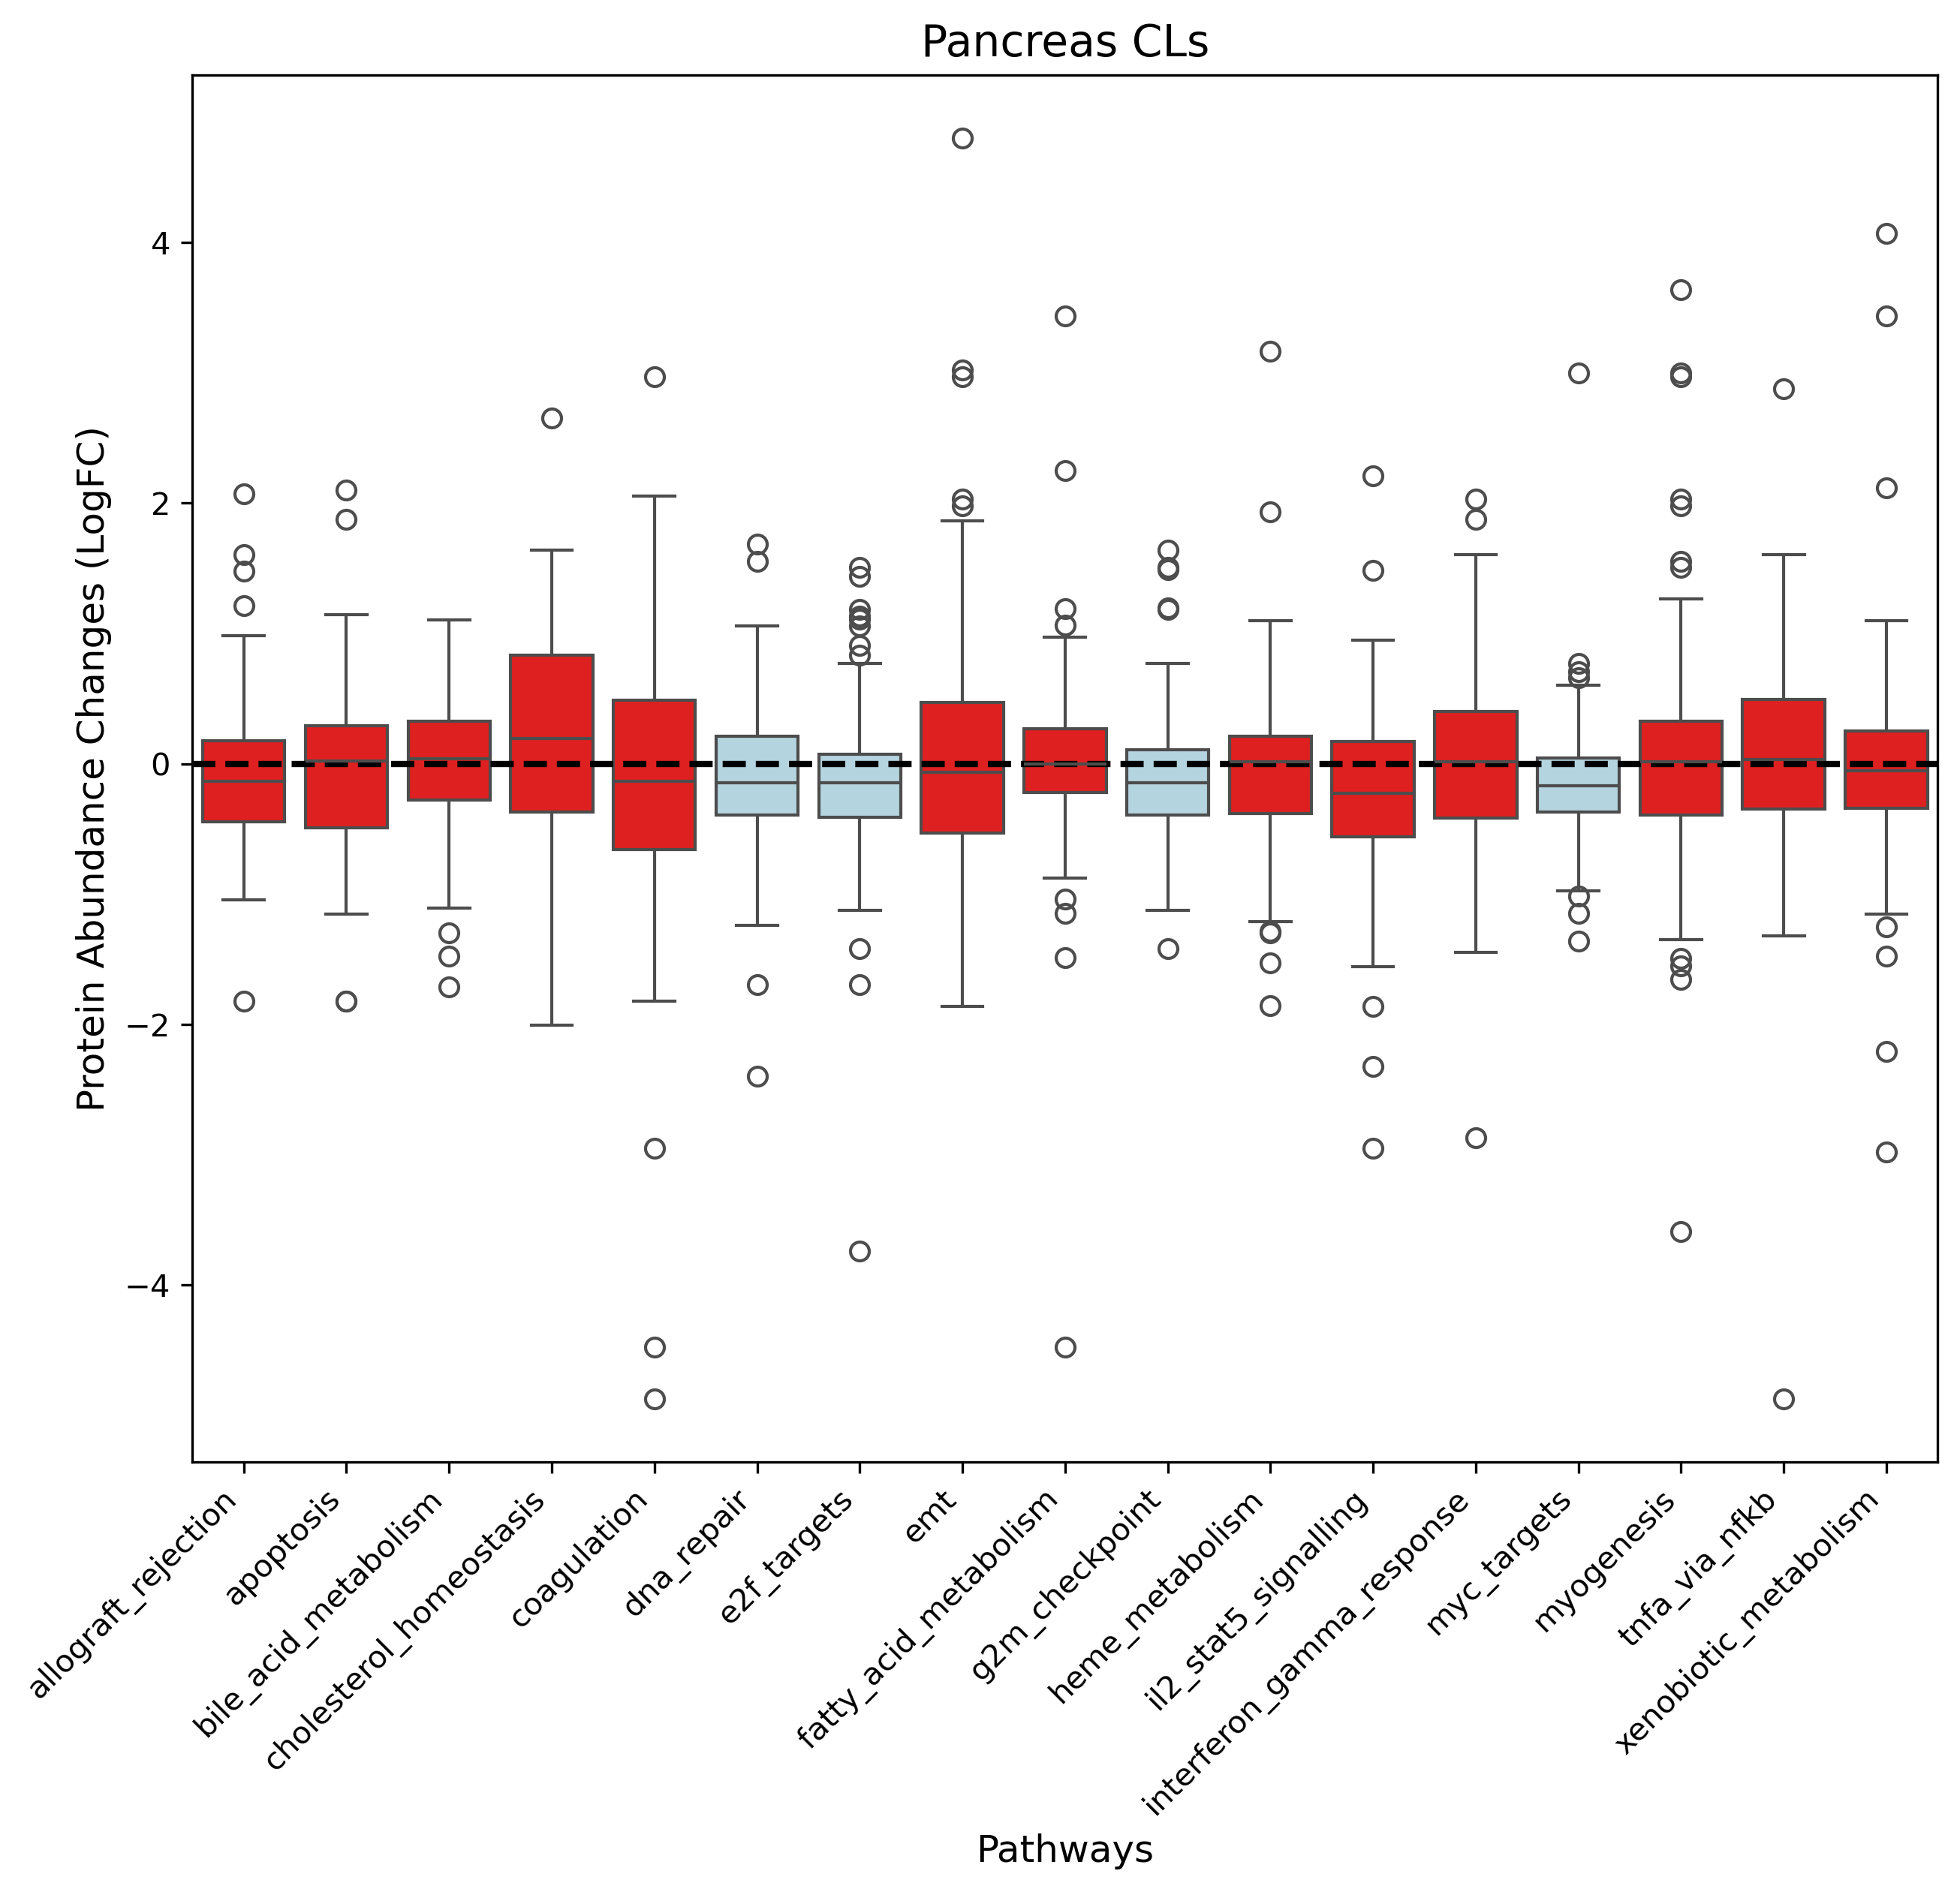 Pancreas CLs
Protein Abundance Changes (LogFC)
4
2
0
−2
−4
allograft_rejection
apoptosis
bile_acid_metabolism
cholesterol_homeostasis
coagulation
dna_repair
e2f_targets
emt
fatty_acid_metabolism
g2m_checkpoint
heme_metabolism
il2_stat5_signalling
interferon_gamma_response
myc_targets
myogenesis
tnfa_via_nfkb
xenobiotic_metabolism
Pathways